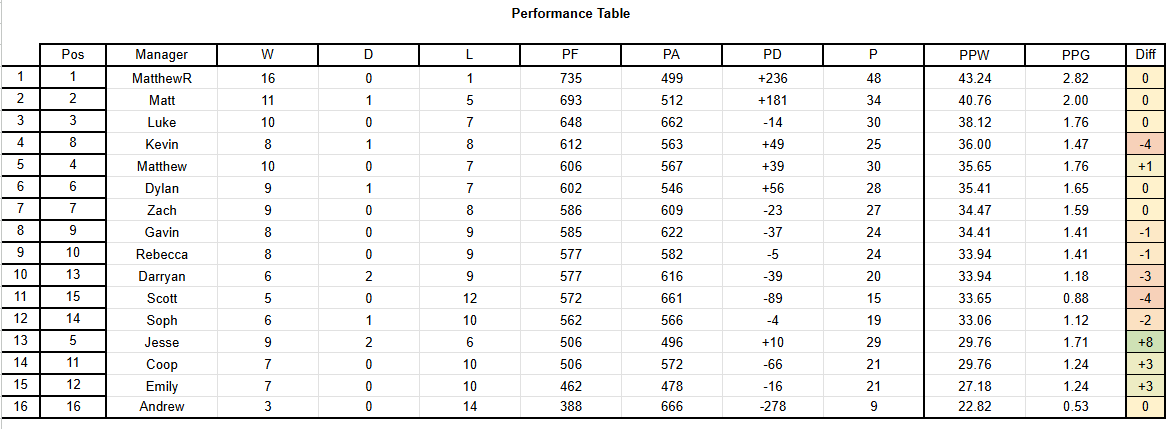 Performance Table
Pos Manager W D L PF PA PD P PPW PPG Diff
1 1 MatthewR 16 0 1 735 499 +236 48 43.24 2.82 0
2 2 Matt 11 1 5 693 512 +181 34 40.76 2.00 0
3 3 Luke 10 0 7 648 662 -14 30 38.12 1.76 0
4 8 Kevin 8 1 8 612 563 +49 25 36.00 1.47 -4
5 4 Matthew 10 0 7 606 567 +39 30 35.65 1.76 +1
6 6 Dylan 9 1 7 602 546 +56 28 35.41 1.65 0
7 7 Zach 9 0 8 586 609 -23 27 34.47 1.59 0
8 9 Gavin 8 0 9 585 622 -37 24 34.41 1.41 -1
9 10 Rebecca 8 0 9 577 582 -5 24 33.94 1.41 -1
10 13 Darryan 6 2 9 577 616 -39 20 33.94 1.18 -3
11 15 Scott 5 0 12 572 661 -89 15 33.65 0.88 -4
12 14 Soph 6 1 10 562 566 -4 19 33.06 1.12 -2
13 5 Jesse 9 2 6 506 496 +10 29 29.76 1.71 +8
14 11 Coop 7 0 10 506 572 -66 21 29.76 1.24 +3
15 12 Emily 7 0 10 462 478 -16 21 27.18 1.24 +3
16 16 Andrew 3 0 14 388 666 -278 9 22.82 0.53 0